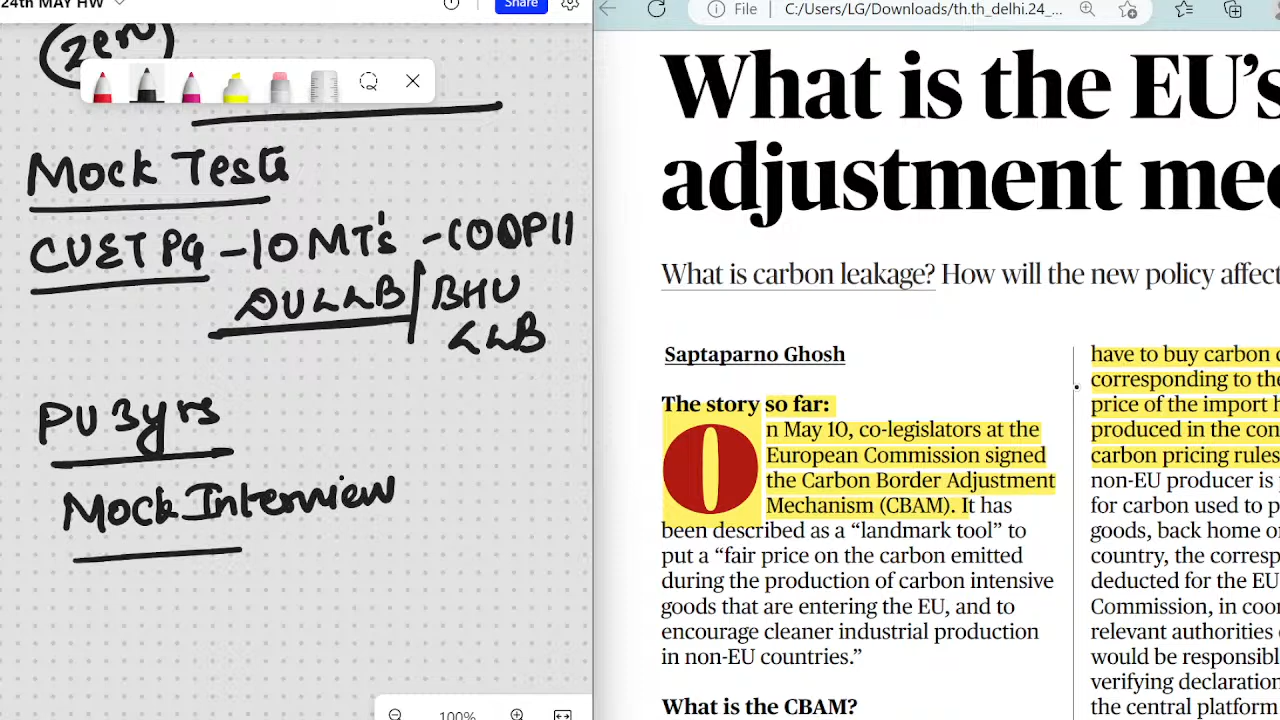 24th MAY HW
Share
zen
Mock Tests
CUET PG - 10 MT's - COQP11
DU LLB / BHU
LLB
PU 3yrs
Mock Interview
100%
File
C:/Users/LG/Downloads/th.th_delhi.24_...
What is the EU's
adjustment mec
What is carbon leakage? How will the new policy affect
Saptaparno Ghosh
The story so far:
On May 10, co-legislators at the
European Commission signed
the Carbon Border Adjustment
Mechanism (CBAM). It has
been described as a “landmark tool” to
put a “fair price on the carbon emitted
during the production of carbon intensive
goods that are entering the EU, and to
encourage cleaner industrial production
in non-EU countries.”
What is the CBAM?
have to buy carbon c
corresponding to the
price of the import h
produced in the con
carbon pricing rules
non-EU producer is p
for carbon used to p
goods, back home o
country, the corresp
deducted for the EU
Commission, in coor
relevant authorities
would be responsibl
verifying declaration
the central platform